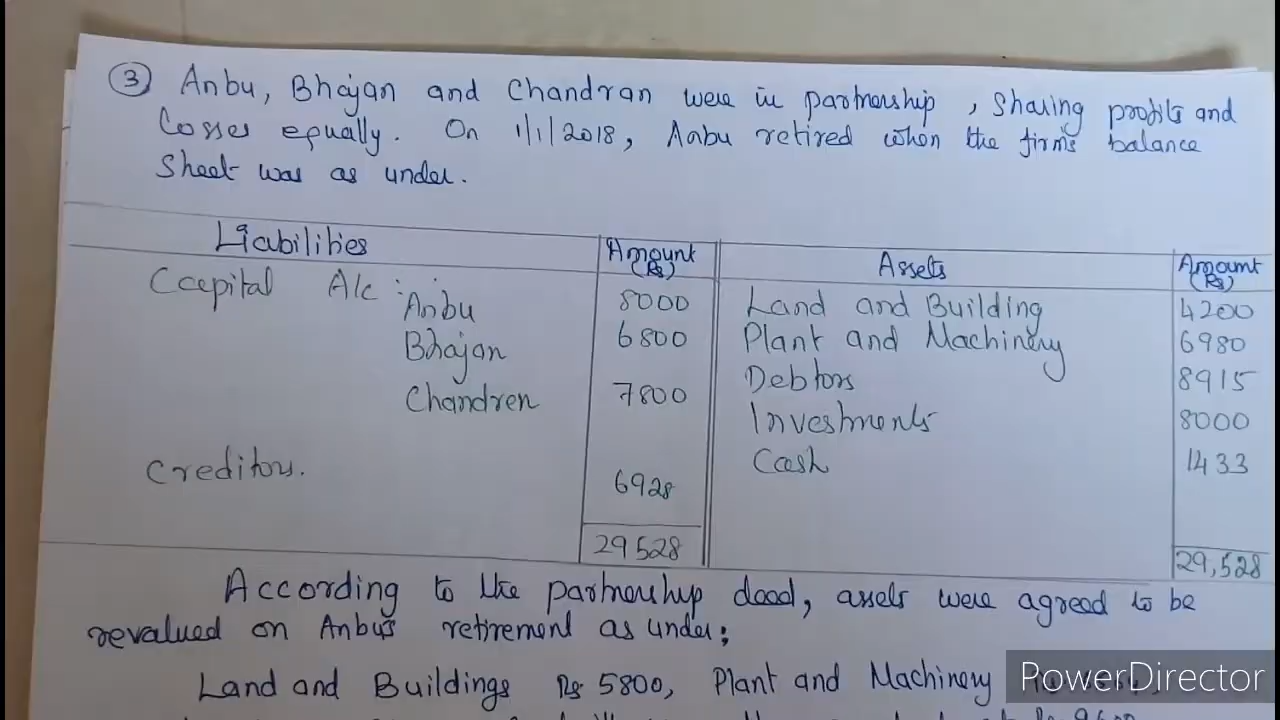 ③ Anbu, Bhajan and Chandran were in partnership, sharing profits and
losses equally. On 1/1/2018, Anbu retired when the firm's balance
sheet was as under.
Liabilities Amount (Rs) Assets Amount (Rs)
Capital A/c :
Anbu 8000 Land and Building 4200
Bhajan 6800 Plant and Machinery 6980
Chandren 7800 Debtors 8915
Investments 8000
Creditors. 6928 Cash 1433
29528 29,528
According to the partnership deed, assets were agreed to be
revalued on Anbu's retirement as under;
Land and Buildings Rs 5800, Plant and Machinery
PowerDirector